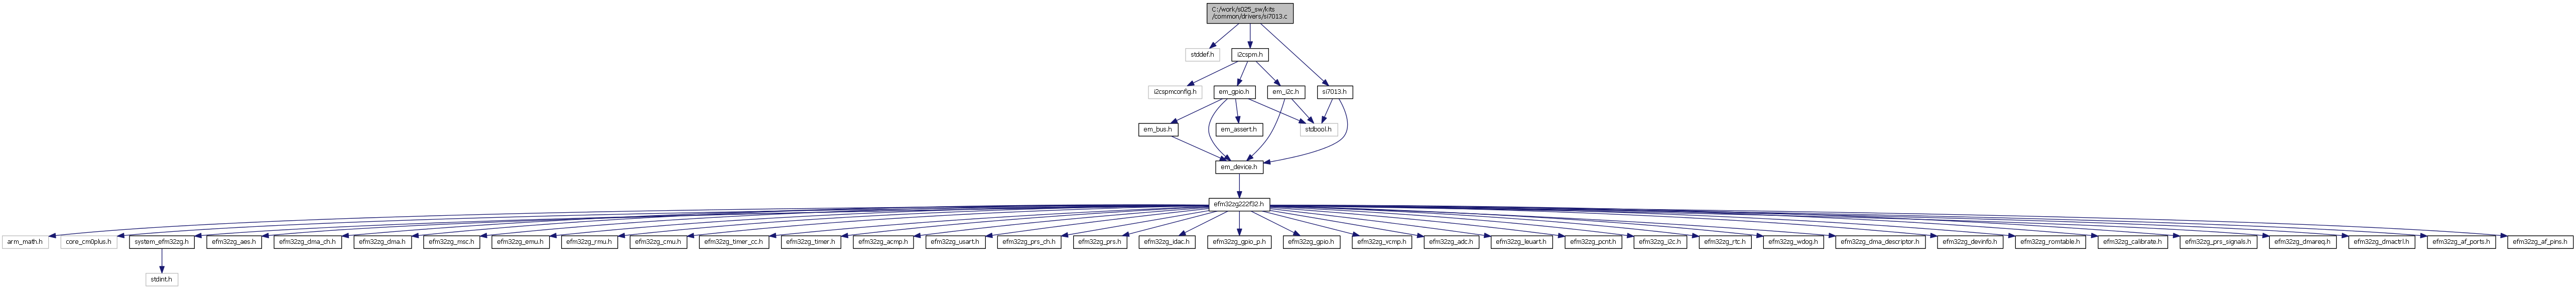 C:/work/s025_sw/kits
/common/drivers/si7013.c
stddef.h
i2cspm.h
i2cspmconfig.h
em_gpio.h
em_i2c.h
si7013.h
em_bus.h
em_assert.h
stdbool.h
em_device.h
efm32zg222f32.h
arm_math.h
core_cm0plus.h
system_efm32zg.h
efm32zg_aes.h
efm32zg_dma_ch.h
efm32zg_dma.h
efm32zg_msc.h
efm32zg_emu.h
efm32zg_rmu.h
efm32zg_cmu.h
efm32zg_timer_cc.h
efm32zg_timer.h
efm32zg_acmp.h
efm32zg_usart.h
efm32zg_prs_ch.h
efm32zg_prs.h
efm32zg_idac.h
efm32zg_gpio_p.h
efm32zg_gpio.h
efm32zg_vcmp.h
efm32zg_adc.h
efm32zg_leuart.h
efm32zg_pcnt.h
efm32zg_i2c.h
efm32zg_rtc.h
efm32zg_wdog.h
efm32zg_dma_descriptor.h
efm32zg_devinfo.h
efm32zg_romtable.h
efm32zg_calibrate.h
efm32zg_prs_signals.h
efm32zg_dmareq.h
efm32zg_dmactrl.h
efm32zg_af_ports.h
efm32zg_af_pins.h
stdint.h